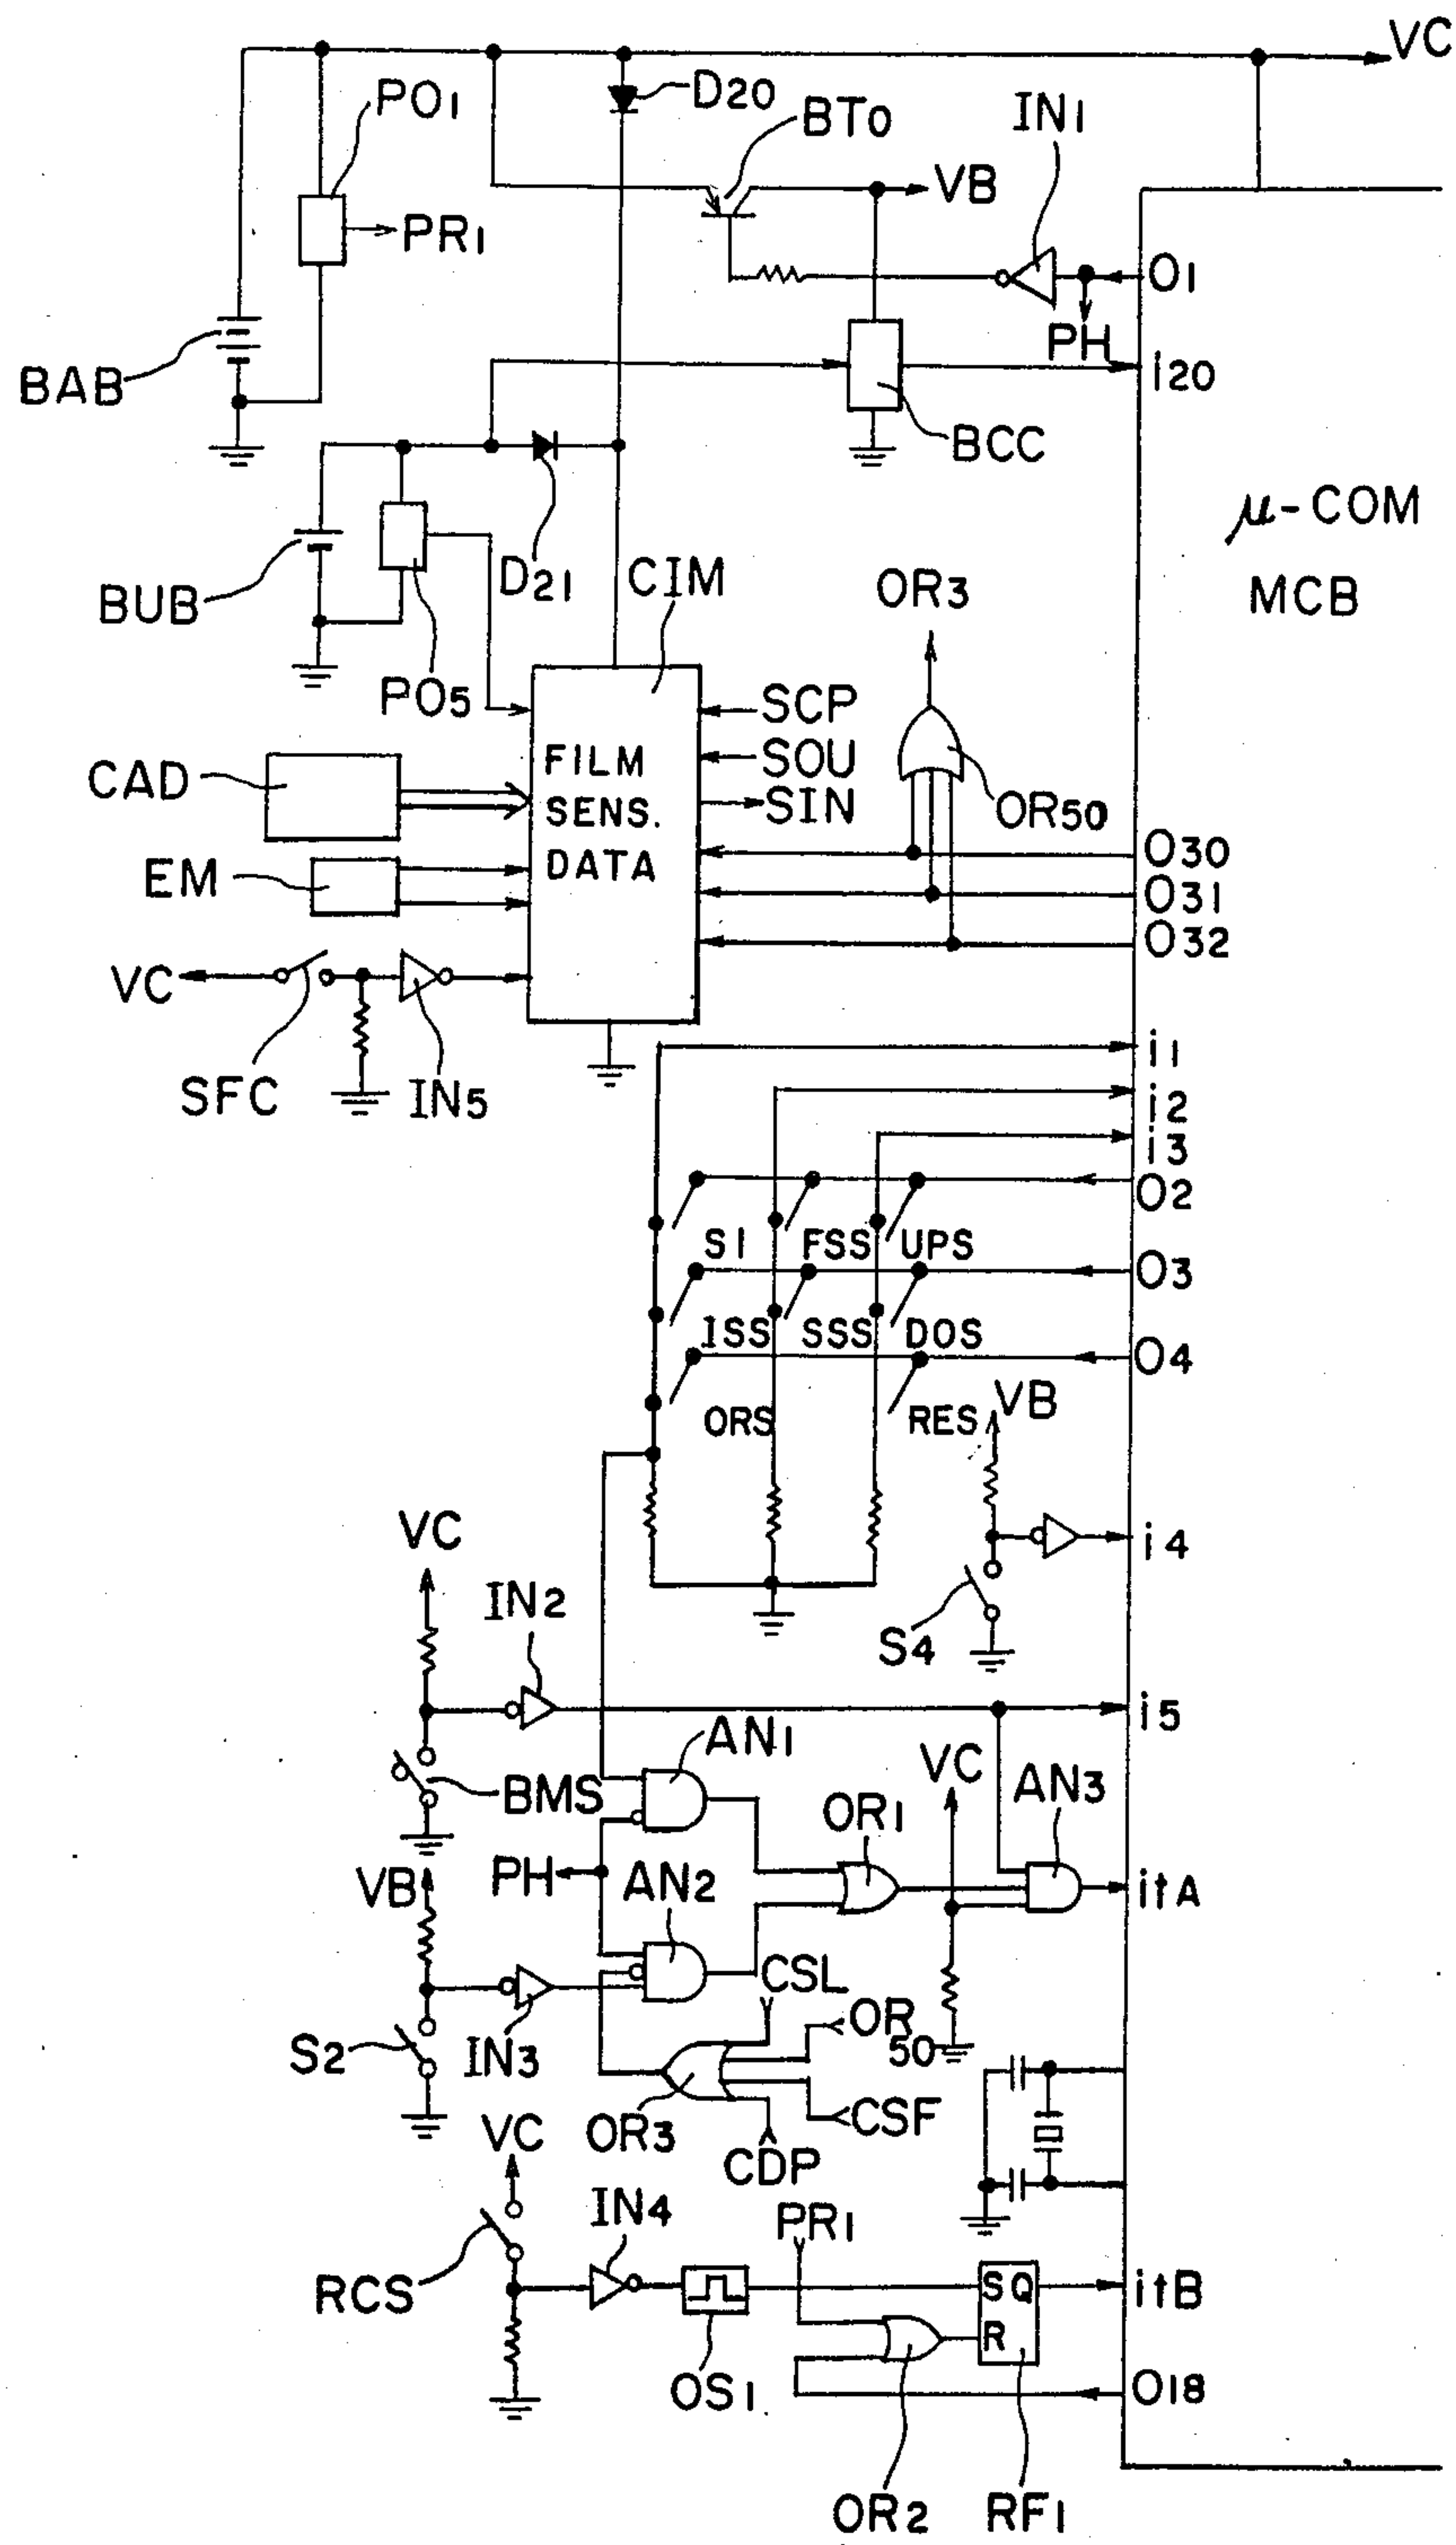 VC
PO1
D20
BTO
IN1
VB
PR1
O1
PH
BAB
i20
BCC
μ-COM
MCB
D21
CIM
OR3
BUB
PO5
SCP
FILM
SOU
CAD
SENS.
SIN
OR50
DATA
O30
EM
O31
O32
VC
SFC
IN5
i1
i2
i3
O2
S1
FSS
UPS
O3
ISS
SSS
DOS
O4
VB
ORS
RES
VC
i4
IN2
S4
i5
AN1
VC
AN3
BMS
OR1
PH
AN2
VB
itA
CSL
OR
50
S2
IN3
CSF
OR3
VC
CDP
IN4
PR1
RCS
S Q
itB
R
OS1
O18
OR2
RF1